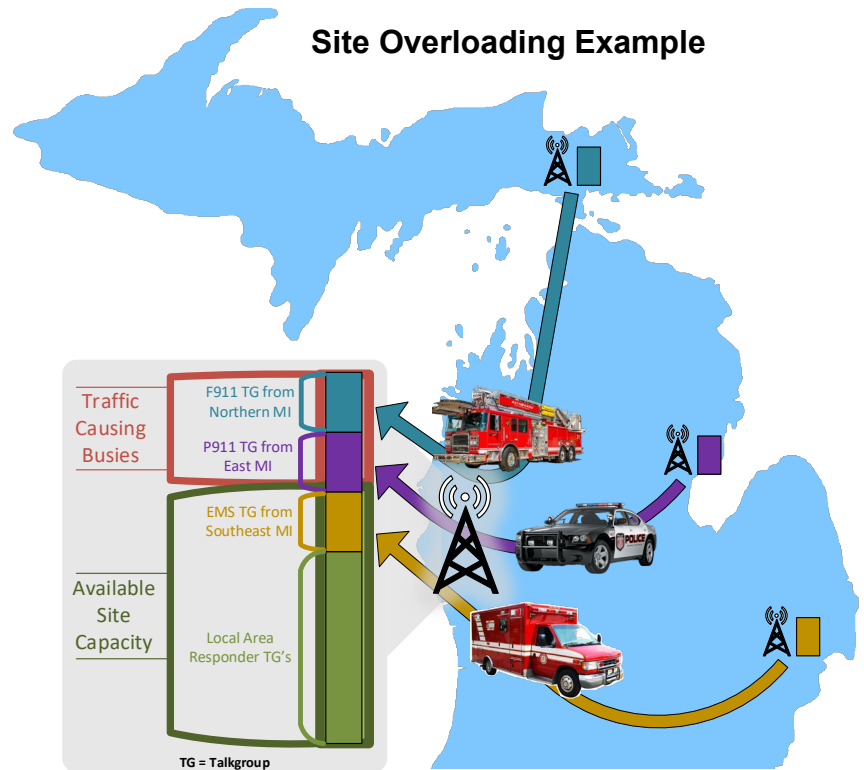 Site Overloading Example
Traffic
Causing
Busies
F911 TG from
Northern MI
P911 TG from
East MI
EMS TG from
Southeast MI
Available
Site
Capacity
Local Area
Responder TG's
TG = Talkgroup
POLICE